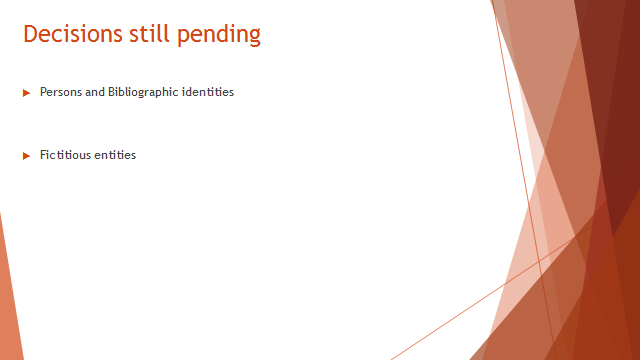 Decisions still pending
Persons and Bibliographic identities
Fictitious entities